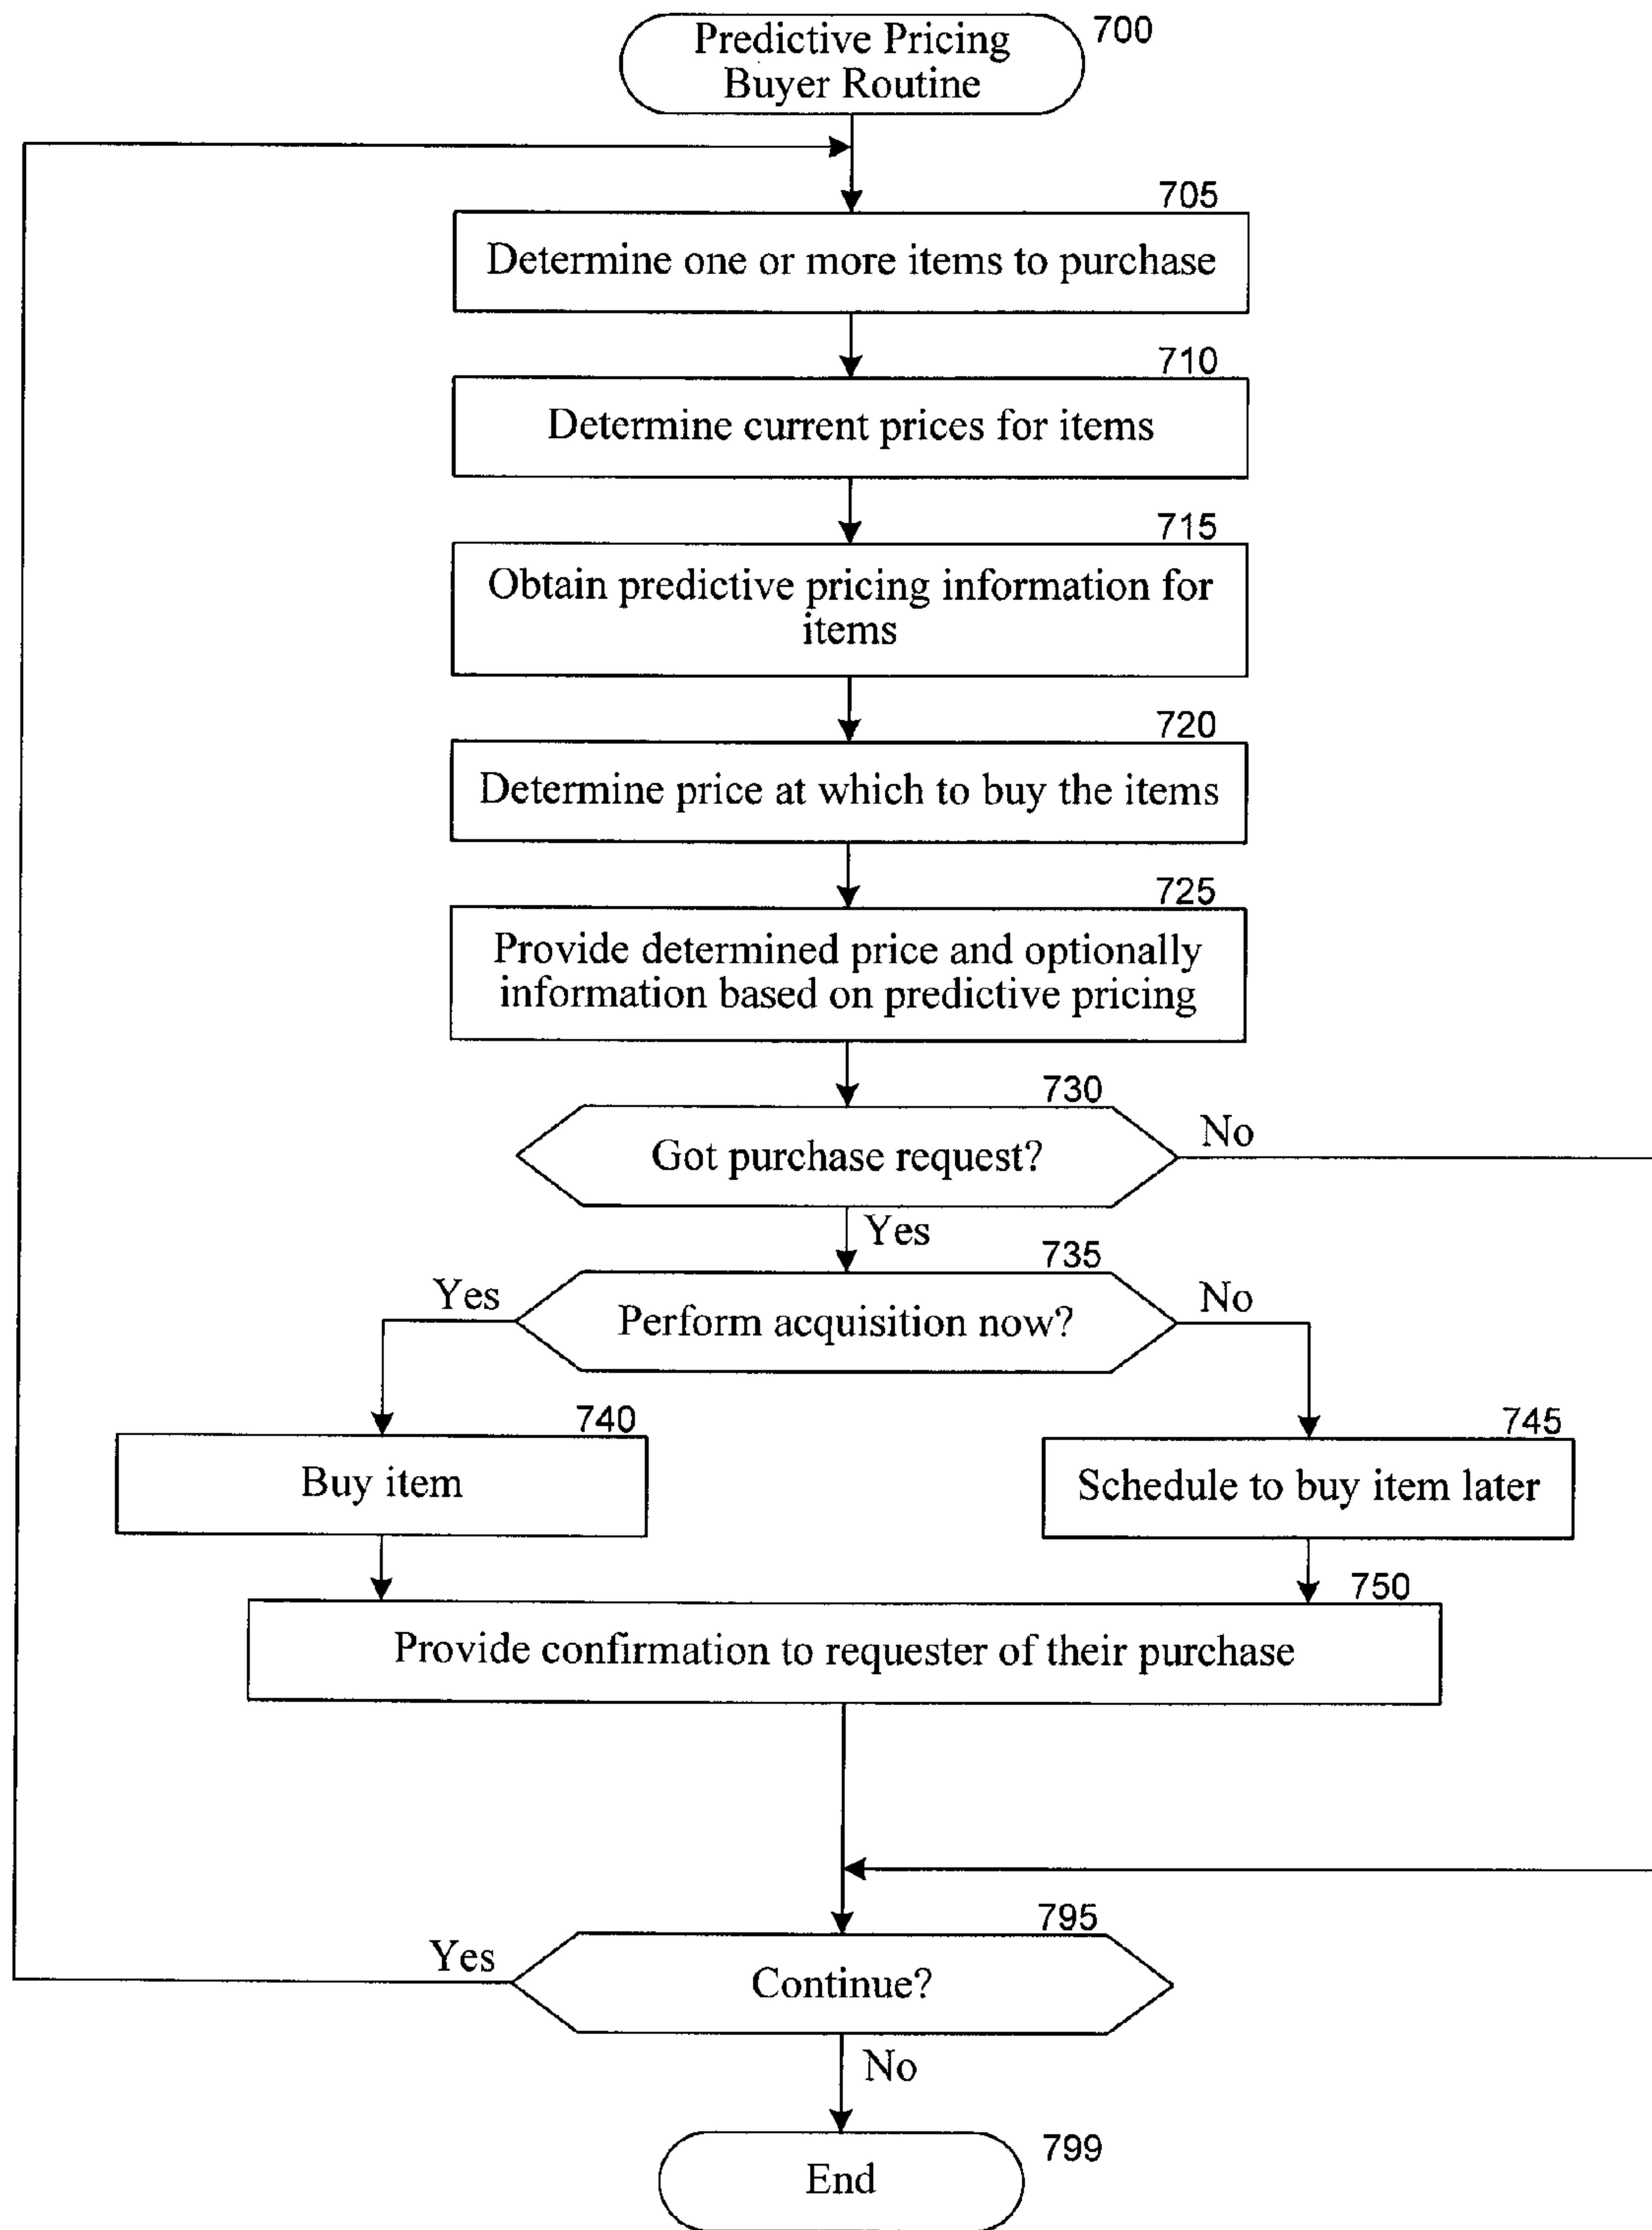 Predictive Pricing
Buyer Routine
700
705
Determine one or more items to purchase
710
Determine current prices for items
715
Obtain predictive pricing information for
items
720
Determine price at which to buy the items
725
Provide determined price and optionally
information based on predictive pricing
730
Got purchase request?
No
Yes
735
Yes
Perform acquisition now?
No
740
Buy item
745
Schedule to buy item later
750
Provide confirmation to requester of their purchase
795
Yes
Continue?
No
799
End